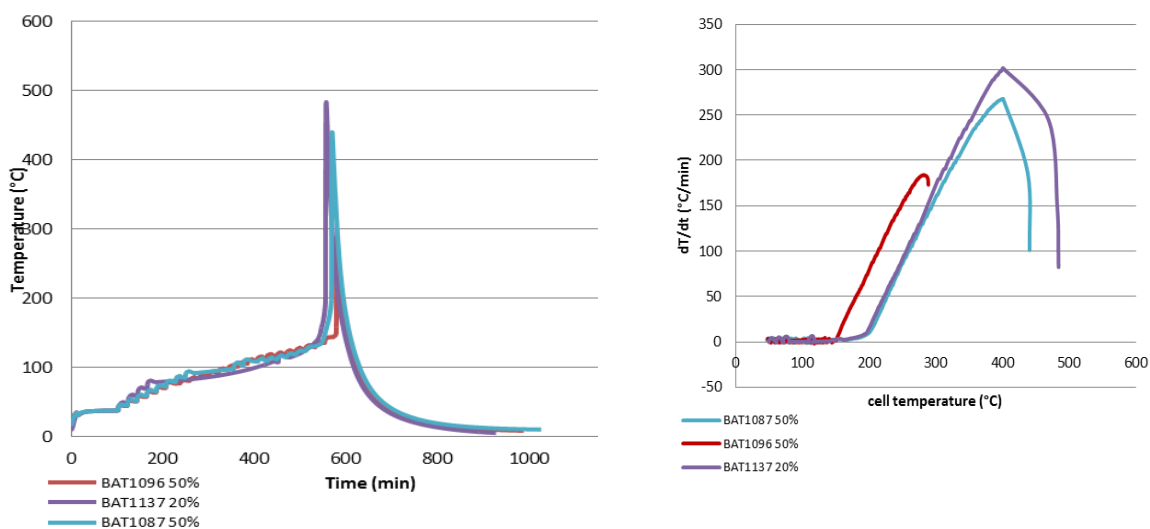 600
500
400
300
200
100
0
Temperature (°C)
0
200
400
600
800
1000
Time (min)
BAT1096 50%
BAT1137 20%
BAT1087 50%
350
300
250
200
150
100
50
0
-50
dT/dt (°C/min)
0
100
200
300
400
500
600
cell temperature (°C)
BAT1087 50%
BAT1096 50%
BAT1137 20%